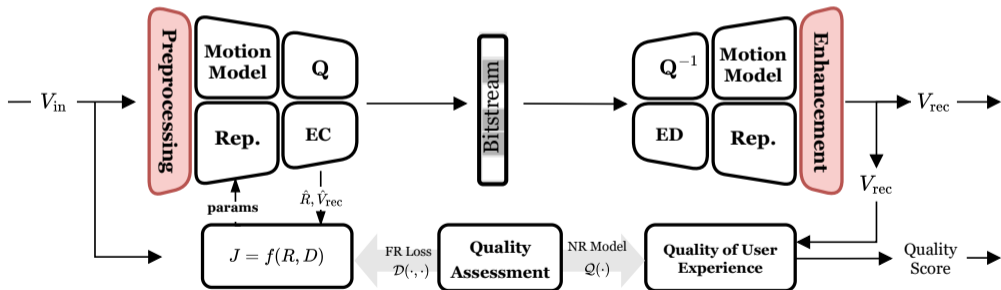 V_in
Preprocessing
Motion
Model
Q
Rep.
EC
Bitstream
Q^{-1}
Motion
Model
ED
Rep.
Enhancement
V_rec
V_rec
params
R̂, V̂_rec
J = f(R, D)
FR Loss
𝒟(·,·)
Quality
Assessment
NR Model
𝒬(·)
Quality of User
Experience
Quality
Score